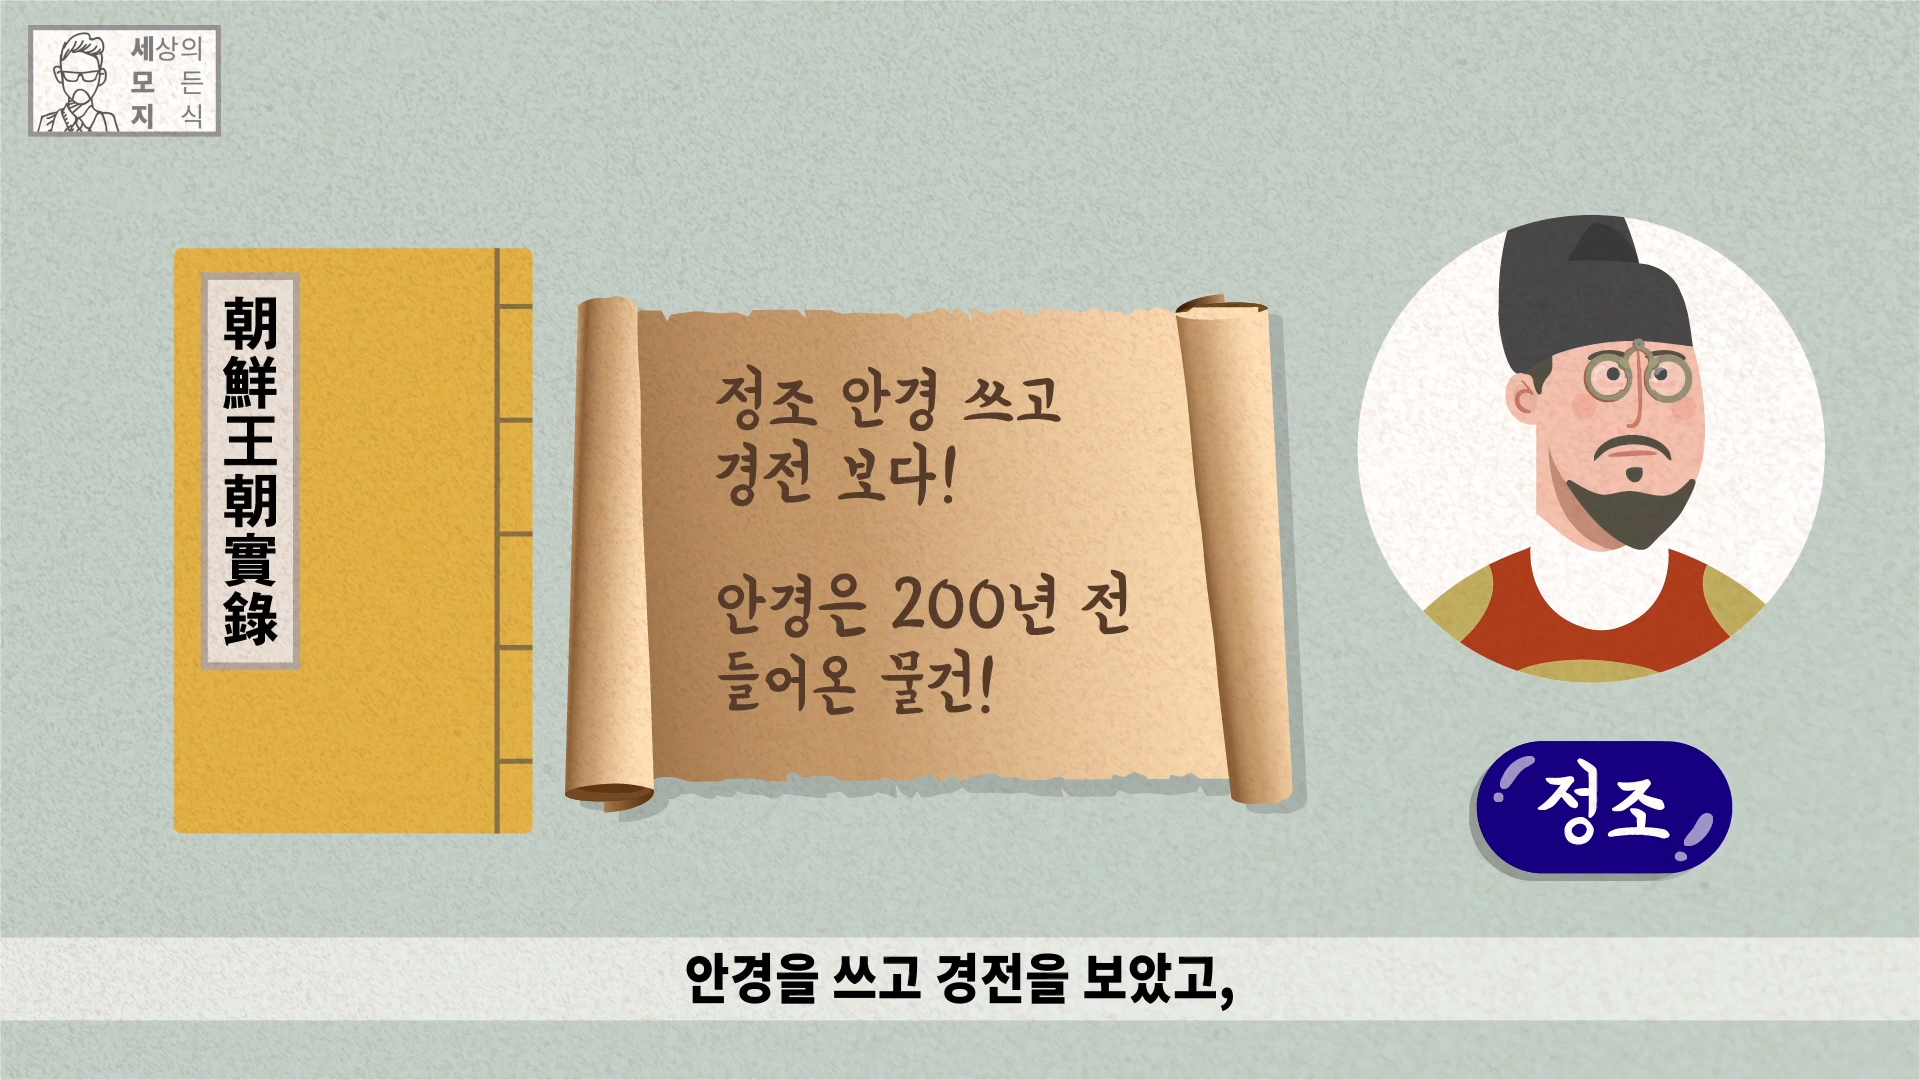 세상의
모든
지식
朝鮮王朝實錄
정조 안경 쓰고
경전 보다!
안경은 200년 전
들어온 물건!
정조
안경을 쓰고 경전을 보았고,